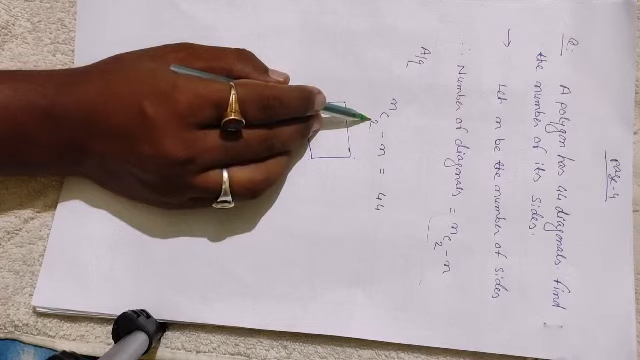 Page-4
Q: A polygon has 44 diagonals. find
the number of its sides.
→ Let n be the number of sides
∴ Number of diagonals = nC2 - n
A/q
nC2 - n = 44